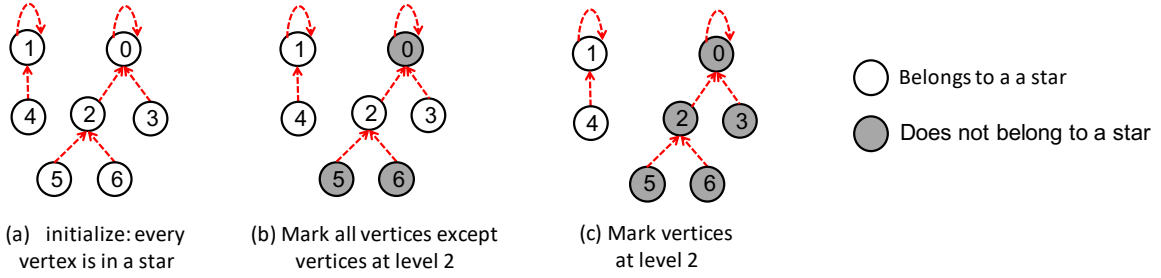 1
0
4
2
3
5
6
1
0
4
2
3
5
6
1
0
4
2
3
5
6
Belongs to a a star
Does not belong to a star
(a) initialize: every
vertex is in a star
(b) Mark all vertices except
vertices at level 2
(c) Mark vertices
at level 2